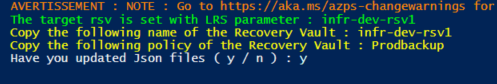 AVERTISSEMENT : NOTE : Go to https://aka.ms/azps-changewarnings for
The target rsv is set with LRS parameter : infr-dev-rsv1
Copy the following name of the Recovery Vault : infr-dev-rsv1
Copy the following policy of the Recovery Vault : Prodbackup
Have you updated Json files ( y / n ) : y